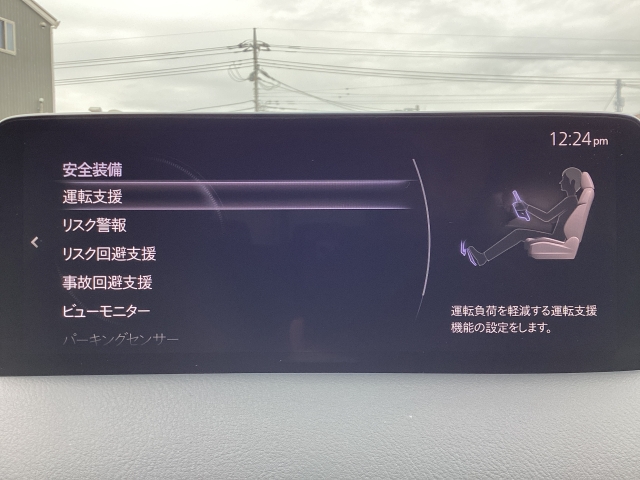 12:24pm
安全装備
運転支援
リスク警報
リスク回避支援
事故回避支援
ビューモニター
パーキングセンサー
運転負荷を軽減する運転支援
機能の設定をします。